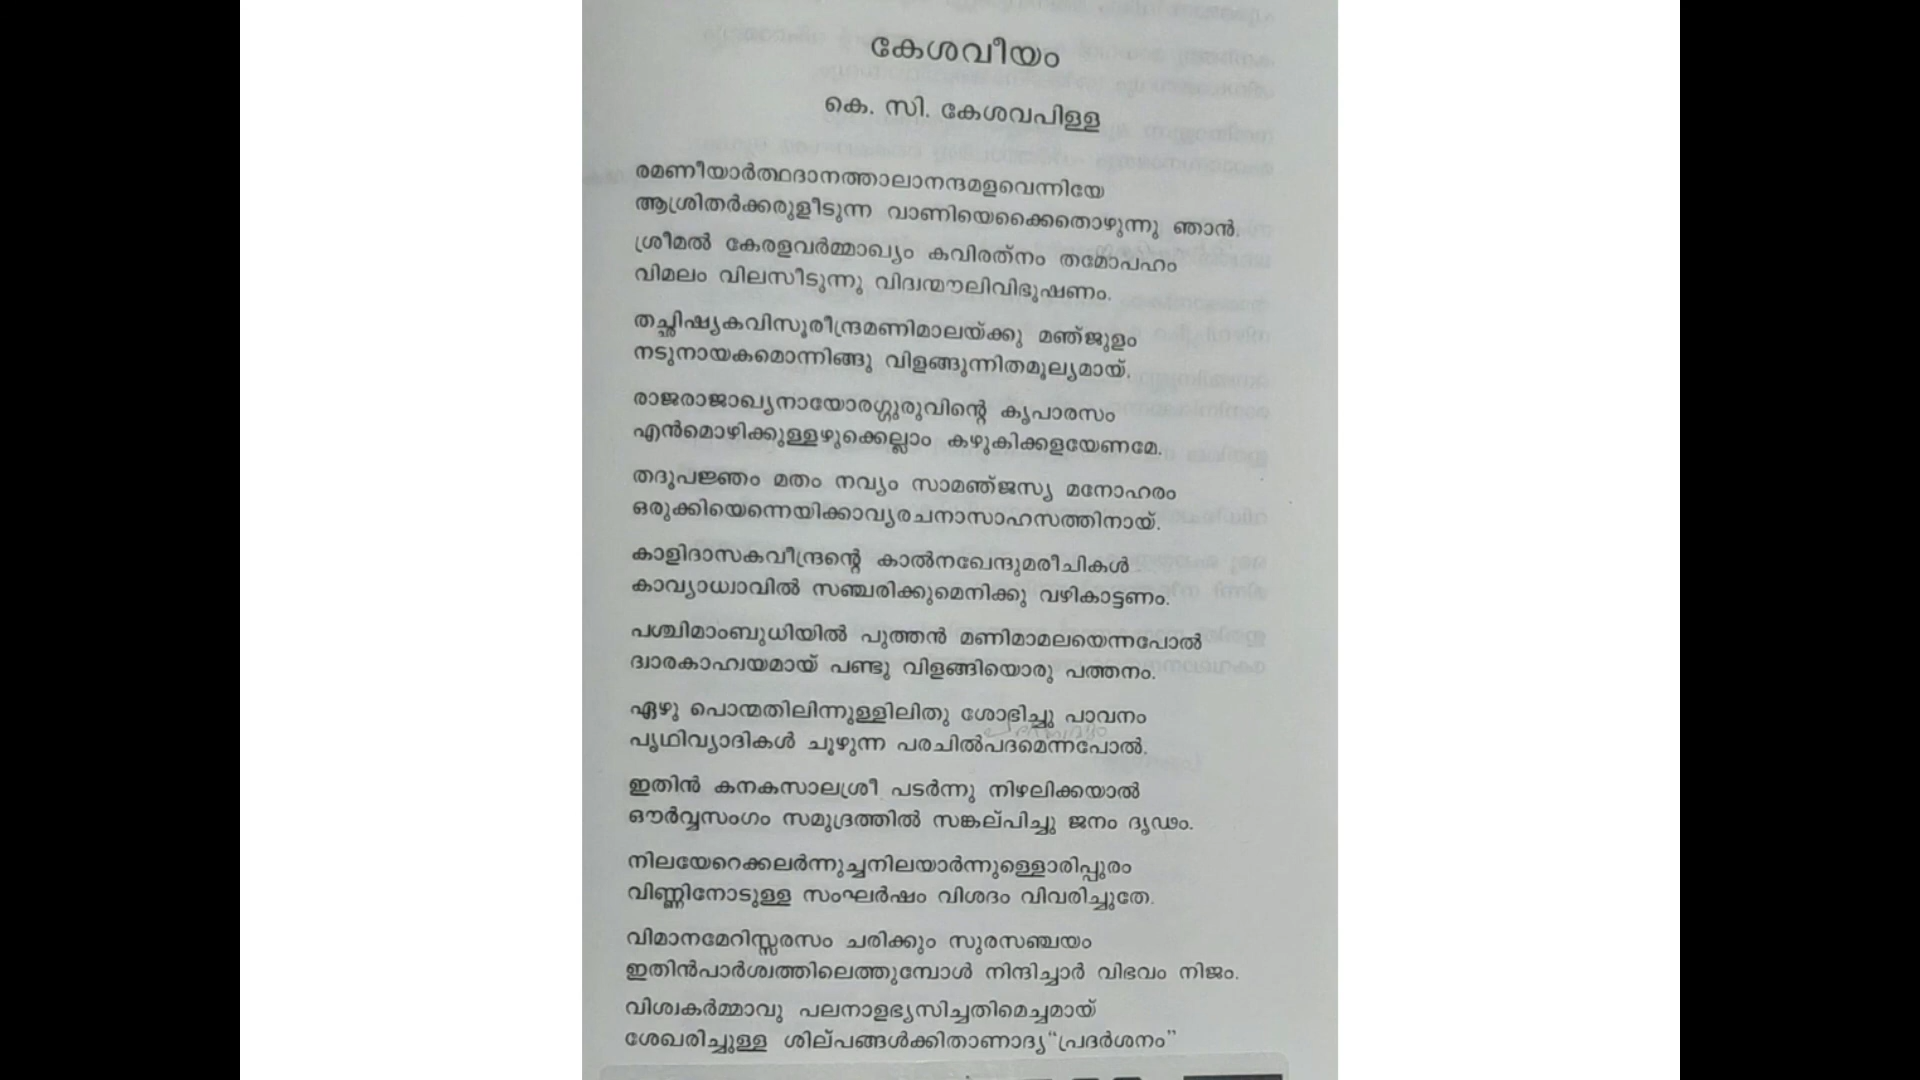 കേശവീയം
കെ. സി. കേശവപിള്ള
രമണീയാർത്ഥദാനത്താലാനന്ദമളവെന്നിയേ
ആശ്രിതർക്കരുളീടുന്ന വാണിയെക്കൈതൊഴുന്നു ഞാൻ.
ശ്രീമൽ കേരളവർമ്മാഖ്യം കവിരത്നം തമോപഹം
വിമലം വിലസീടുന്നു വിദ്വന്മൗലിവിഭൂഷണം.
തച്ഛിഷ്യകവിസൂരീന്ദ്രമണിമാലയ്ക്കു മഞ്ജുളം
നടുനായകമൊന്നിങ്ങു വിളങ്ങുന്നിതമൂല്യമായ്.
രാജരാജാഖ്യനായോരഗ്ഗുരുവിന്റെ കൃപാരസം
എൻമൊഴിക്കുള്ളഴുക്കെല്ലാം കഴുകിക്കളയേണമേ.
തദുപജ്ഞം മതം നവ്യം സാമഞ്ജസ്യ മനോഹരം
ഒരുക്കിയെന്നെയിക്കാവ്യരചനാസാഹസത്തിനായ്.
കാളിദാസകവീന്ദ്രന്റെ കാൽനഖേന്ദുമരീചികൾ
കാവ്യാധ്വാവിൽ സഞ്ചരിക്കുമെനിക്കു വഴികാട്ടണം.
പശ്ചിമാംബുധിയിൽ പുത്തൻ മണിമാമലയെന്നപോൽ
ദ്വാരകാഹ്വയമായ് പണ്ടു വിളങ്ങിയൊരു പത്തനം.
ഏഴു പൊന്മതിലിന്നുള്ളിലിതു ശോഭിച്ചു പാവനം
പൃഥിവ്യാദികൾ ചൂഴുന്ന പരചിൽപദമെന്നപോൽ.
ഇതിൻ കനകസാലശ്രീ പടർന്നു നിഴലിക്കയാൽ
ഔർവ്വസംഗം സമുദ്രത്തിൽ സങ്കല്പിച്ചു ജനം ദൃഢം.
നിലയേറെക്കലർന്നുച്ചനിലയാർന്നുള്ളൊരിപ്പുരം
വിണ്ണിനോടുള്ള സംഘർഷം വിശദം വിവരിച്ചുതേ.
വിമാനമേറിസ്സരസം ചരിക്കും സുരസഞ്ചയം
ഇതിൻപാർശ്വത്തിലെത്തുമ്പോൾ നിന്ദിച്ചാർ വിഭവം നിജം.
വിശ്വകർമ്മാവു പലനാളഭ്യസിച്ചതിമെച്ചമായ്
ശേഖരിച്ചുള്ള ശില്പങ്ങൾക്കിതാണാദ്യ "പ്രദർശനം"